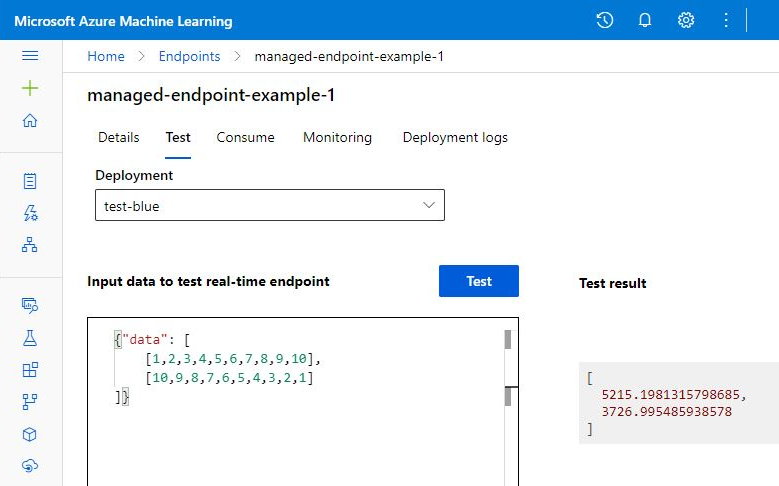 Microsoft Azure Machine Learning
Home > Endpoints > managed-endpoint-example-1
managed-endpoint-example-1
Details Test Consume Monitoring Deployment logs
Deployment
test-blue
Input data to test real-time endpoint
Test
Test result
{"data": [
[1,2,3,4,5,6,7,8,9,10],
[10,9,8,7,6,5,4,3,2,1]
]}
[
5215.1981315798685,
3726.995485938578
]